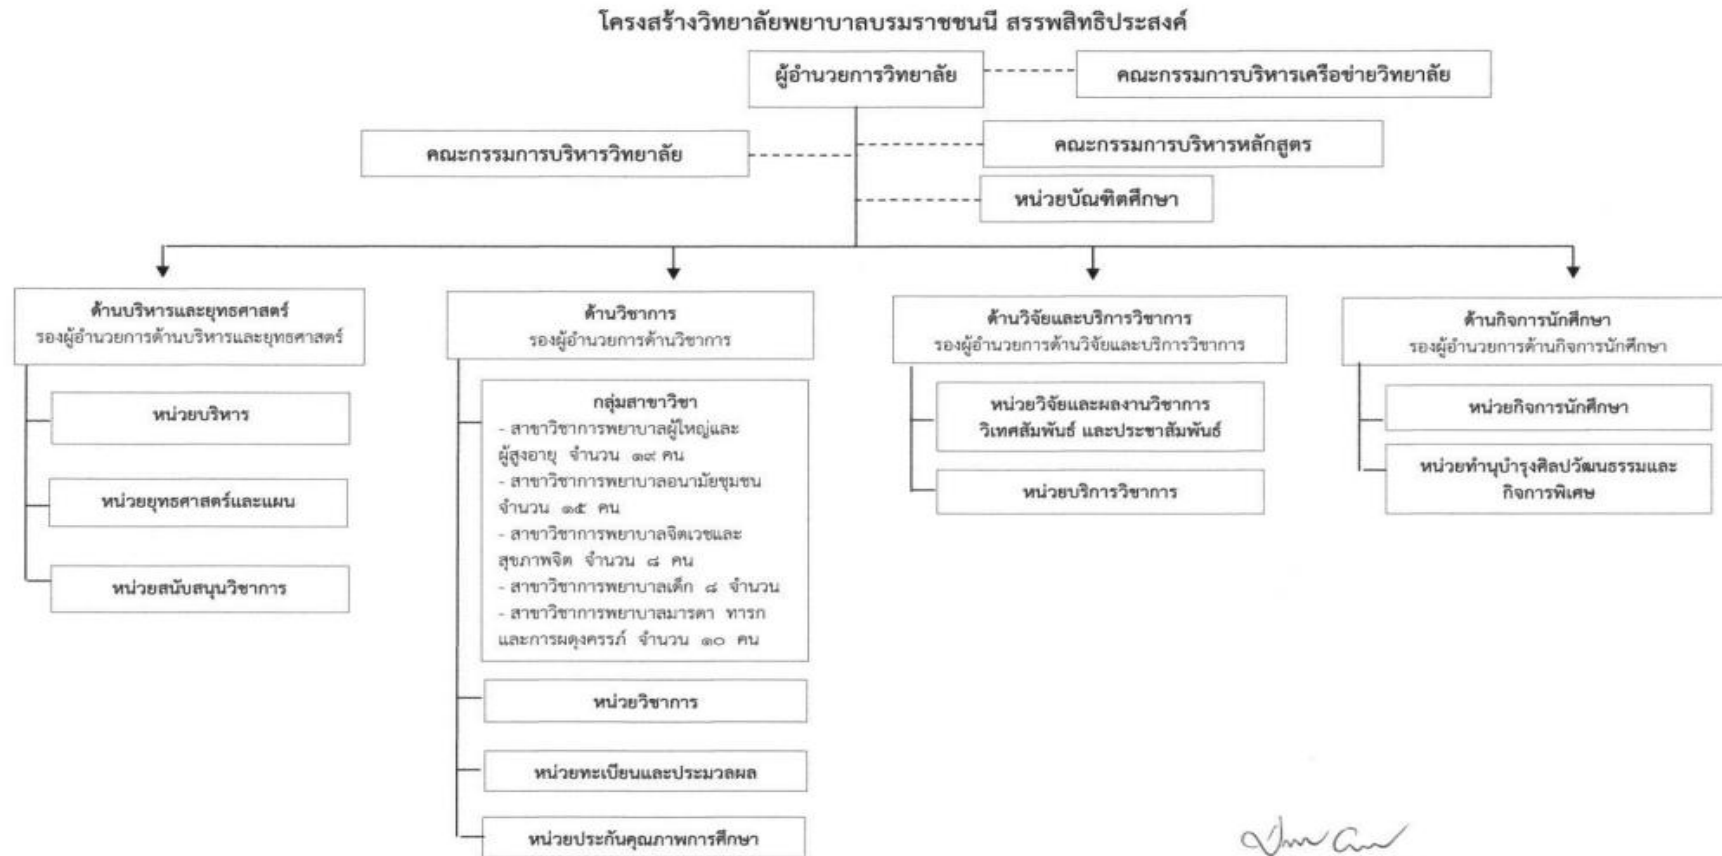 โครงสร้างวิทยาลัยพยาบาลบรมราชชนนี สรรพสิทธิประสงค์
ผู้อำนวยการวิทยาลัย
คณะกรรมการบริหารเครือข่ายวิทยาลัย
คณะกรรมการบริหารวิทยาลัย
คณะกรรมการบริหารหลักสูตร
หน่วยบัณฑิตศึกษา
ด้านบริหารและยุทธศาสตร์
รองผู้อำนวยการด้านบริหารและยุทธศาสตร์
หน่วยบริหาร
หน่วยยุทธศาสตร์และแผน
หน่วยสนับสนุนวิชาการ
ด้านวิชาการ
รองผู้อำนวยการด้านวิชาการ
กลุ่มสาขาวิชา
- สาขาวิชาการพยาบาลผู้ใหญ่และ
ผู้สูงอายุ จำนวน ๑๙ คน
- สาขาวิชาการพยาบาลอนามัยชุมชน
จำนวน ๑๕ คน
- สาขาวิชาการพยาบาลจิตเวชและ
สุขภาพจิต จำนวน ๘ คน
- สาขาวิชาการพยาบาลเด็ก ๘ จำนวน
- สาขาวิชาการพยาบาลมารดา ทารก
และการผดุงครรภ์ จำนวน ๑๐ คน
หน่วยวิชาการ
หน่วยทะเบียนและประมวลผล
หน่วยประกันคุณภาพการศึกษา
ด้านวิจัยและบริการวิชาการ
รองผู้อำนวยการด้านวิจัยและบริการวิชาการ
หน่วยวิจัยและผลงานวิชาการ
วิเทศสัมพันธ์ และประชาสัมพันธ์
หน่วยบริการวิชาการ
ด้านกิจการนักศึกษา
รองผู้อำนวยการด้านกิจการนักศึกษา
หน่วยกิจการนักศึกษา
หน่วยทำนุบำรุงศิลปวัฒนธรรมและ
กิจการพิเศษ